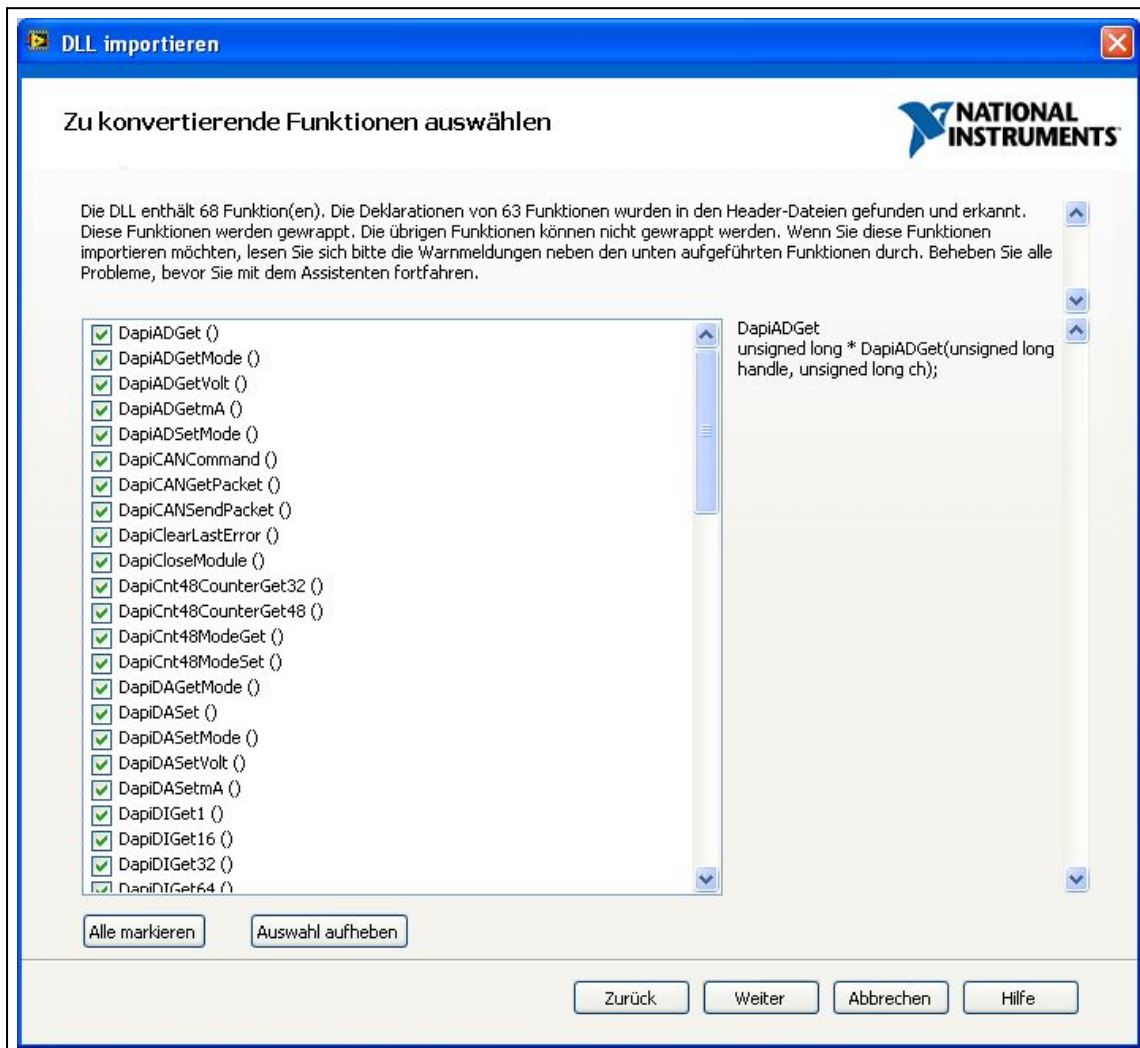 DLL importieren
Zu konvertierende Funktionen auswählen
NATIONAL
INSTRUMENTS
Die DLL enthält 68 Funktion(en). Die Deklarationen von 63 Funktionen wurden in den Header-Dateien gefunden und erkannt.
Diese Funktionen werden gewrappt. Die übrigen Funktionen können nicht gewrappt werden. Wenn Sie diese Funktionen
importieren möchten, lesen Sie sich bitte die Warnmeldungen neben den unten aufgeführten Funktionen durch. Beheben Sie alle
Probleme, bevor Sie mit dem Assistenten fortfahren.
DapiADGet ()
DapiADGetMode ()
DapiADGetVolt ()
DapiADGetmA ()
DapiADSetMode ()
DapiCANCommand ()
DapiCANGetPacket ()
DapiCANSendPacket ()
DapiClearLastError ()
DapiCloseModule ()
DapiCnt48CounterGet32 ()
DapiCnt48CounterGet48 ()
DapiCnt48ModeGet ()
DapiCnt48ModeSet ()
DapiDAGetMode ()
DapiDASet ()
DapiDASetMode ()
DapiDASetVolt ()
DapiDASetmA ()
DapiDIGet1 ()
DapiDIGet16 ()
DapiDIGet32 ()
DapiDIGet64 ()
DapiADGet
unsigned long * DapiADGet(unsigned long
handle, unsigned long ch);
Alle markieren
Auswahl aufheben
Zurück
Weiter
Abbrechen
Hilfe